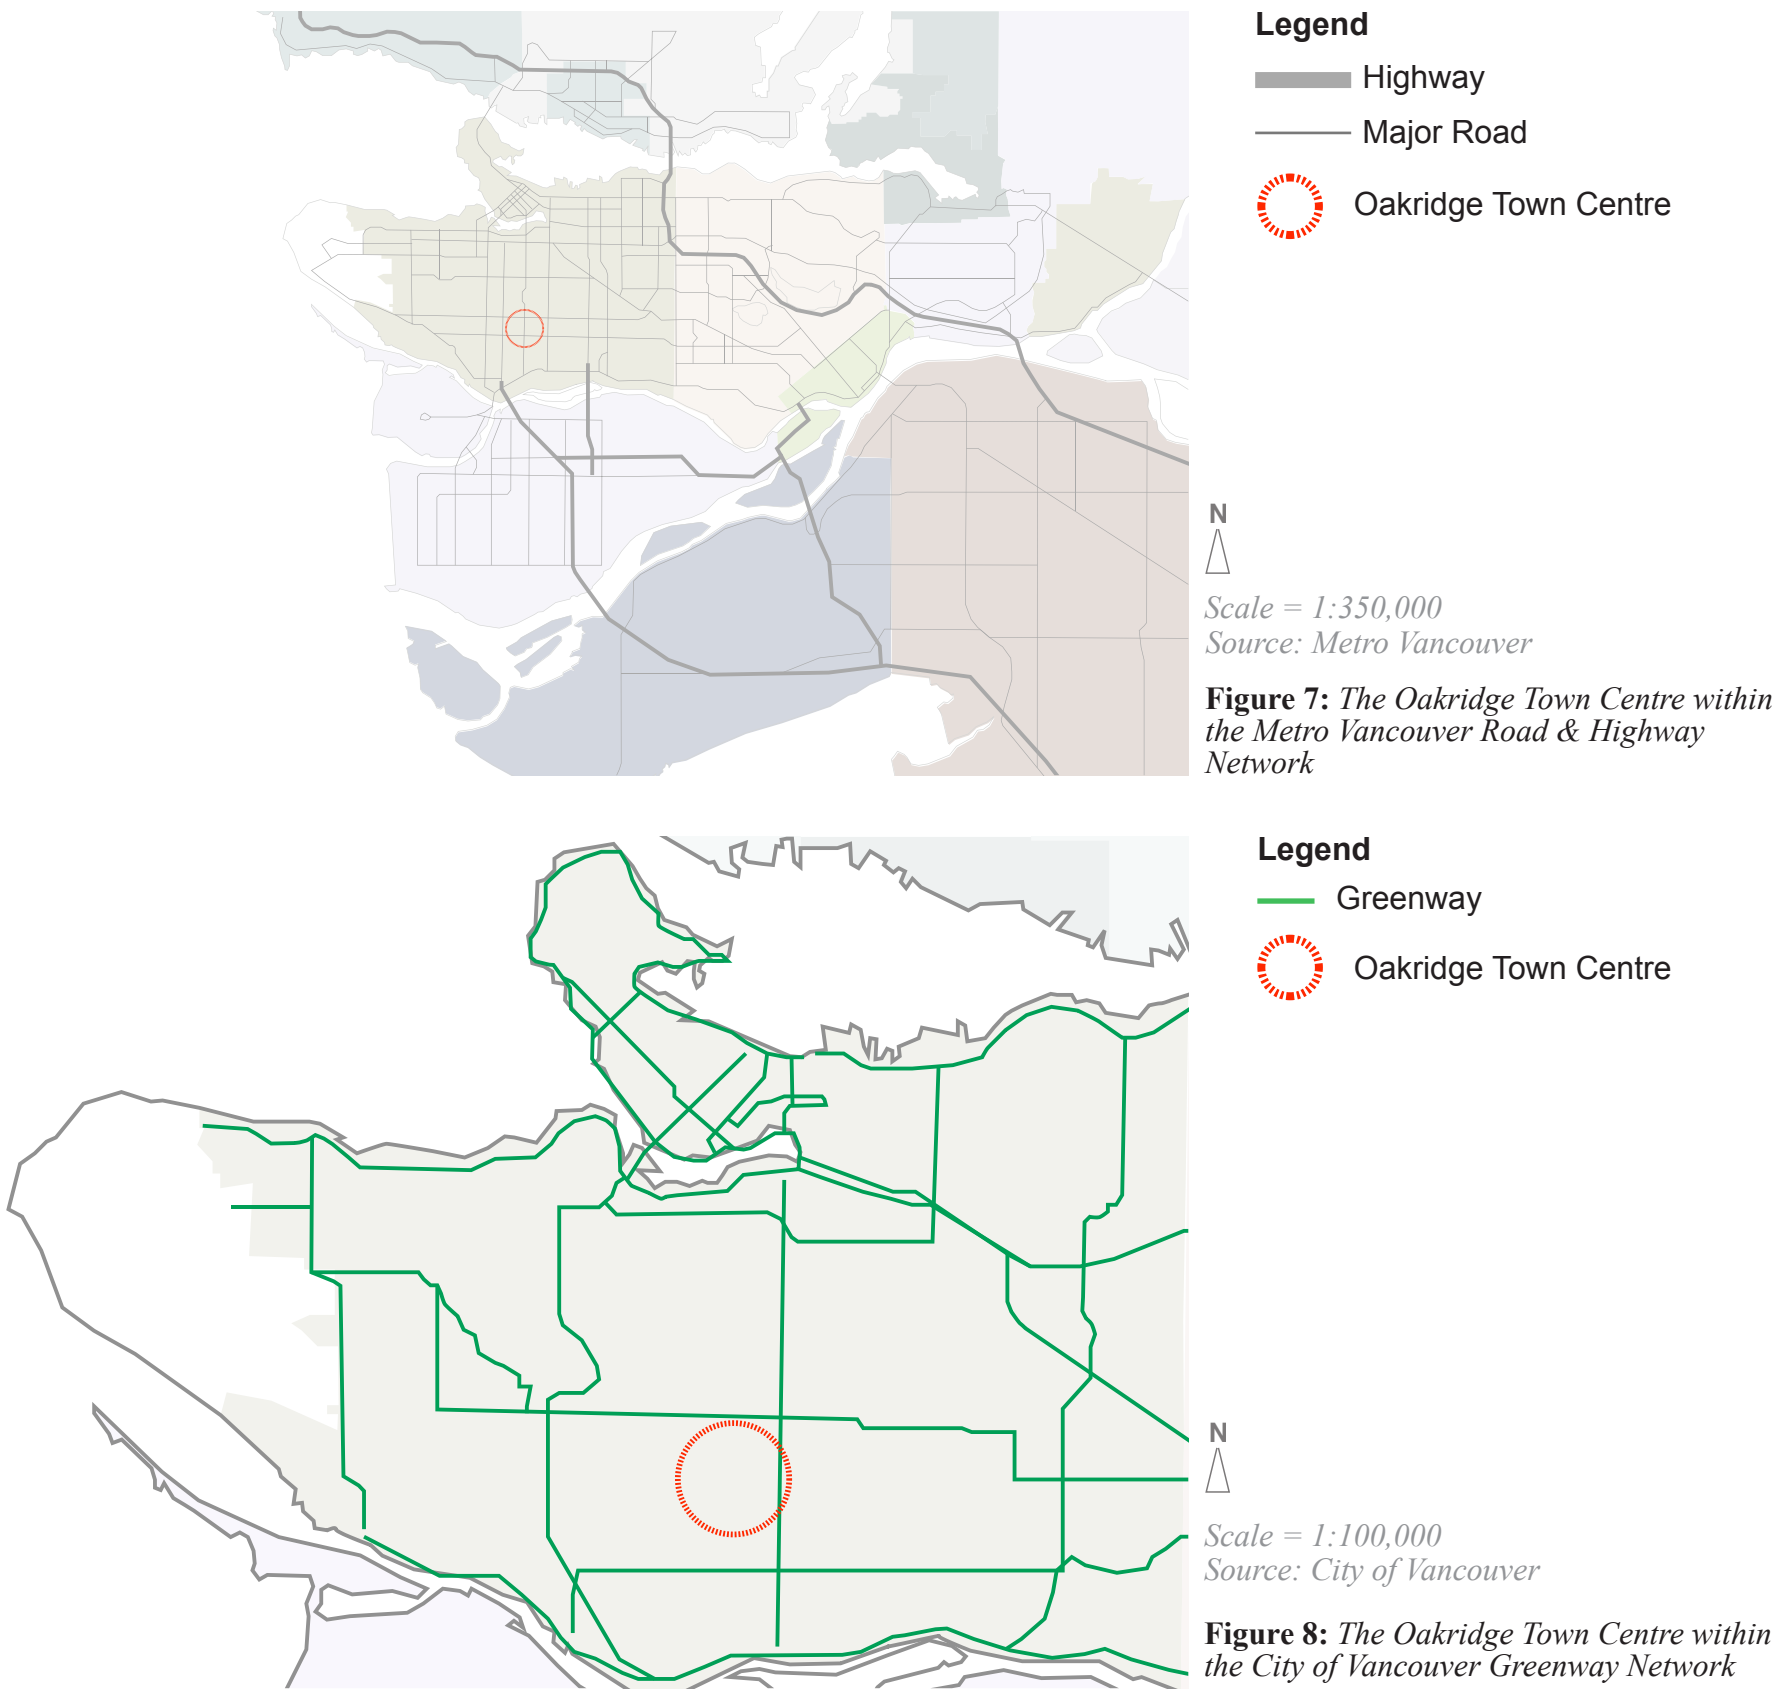 Legend
Highway
Major Road
Oakridge Town Centre
N
Scale = 1:350,000
Source: Metro Vancouver
Figure 7: The Oakridge Town Centre within
the Metro Vancouver Road & Highway
Network
Legend
Greenway
Oakridge Town Centre
N
Scale = 1:100,000
Source: City of Vancouver
Figure 8: The Oakridge Town Centre within
the City of Vancouver Greenway Network